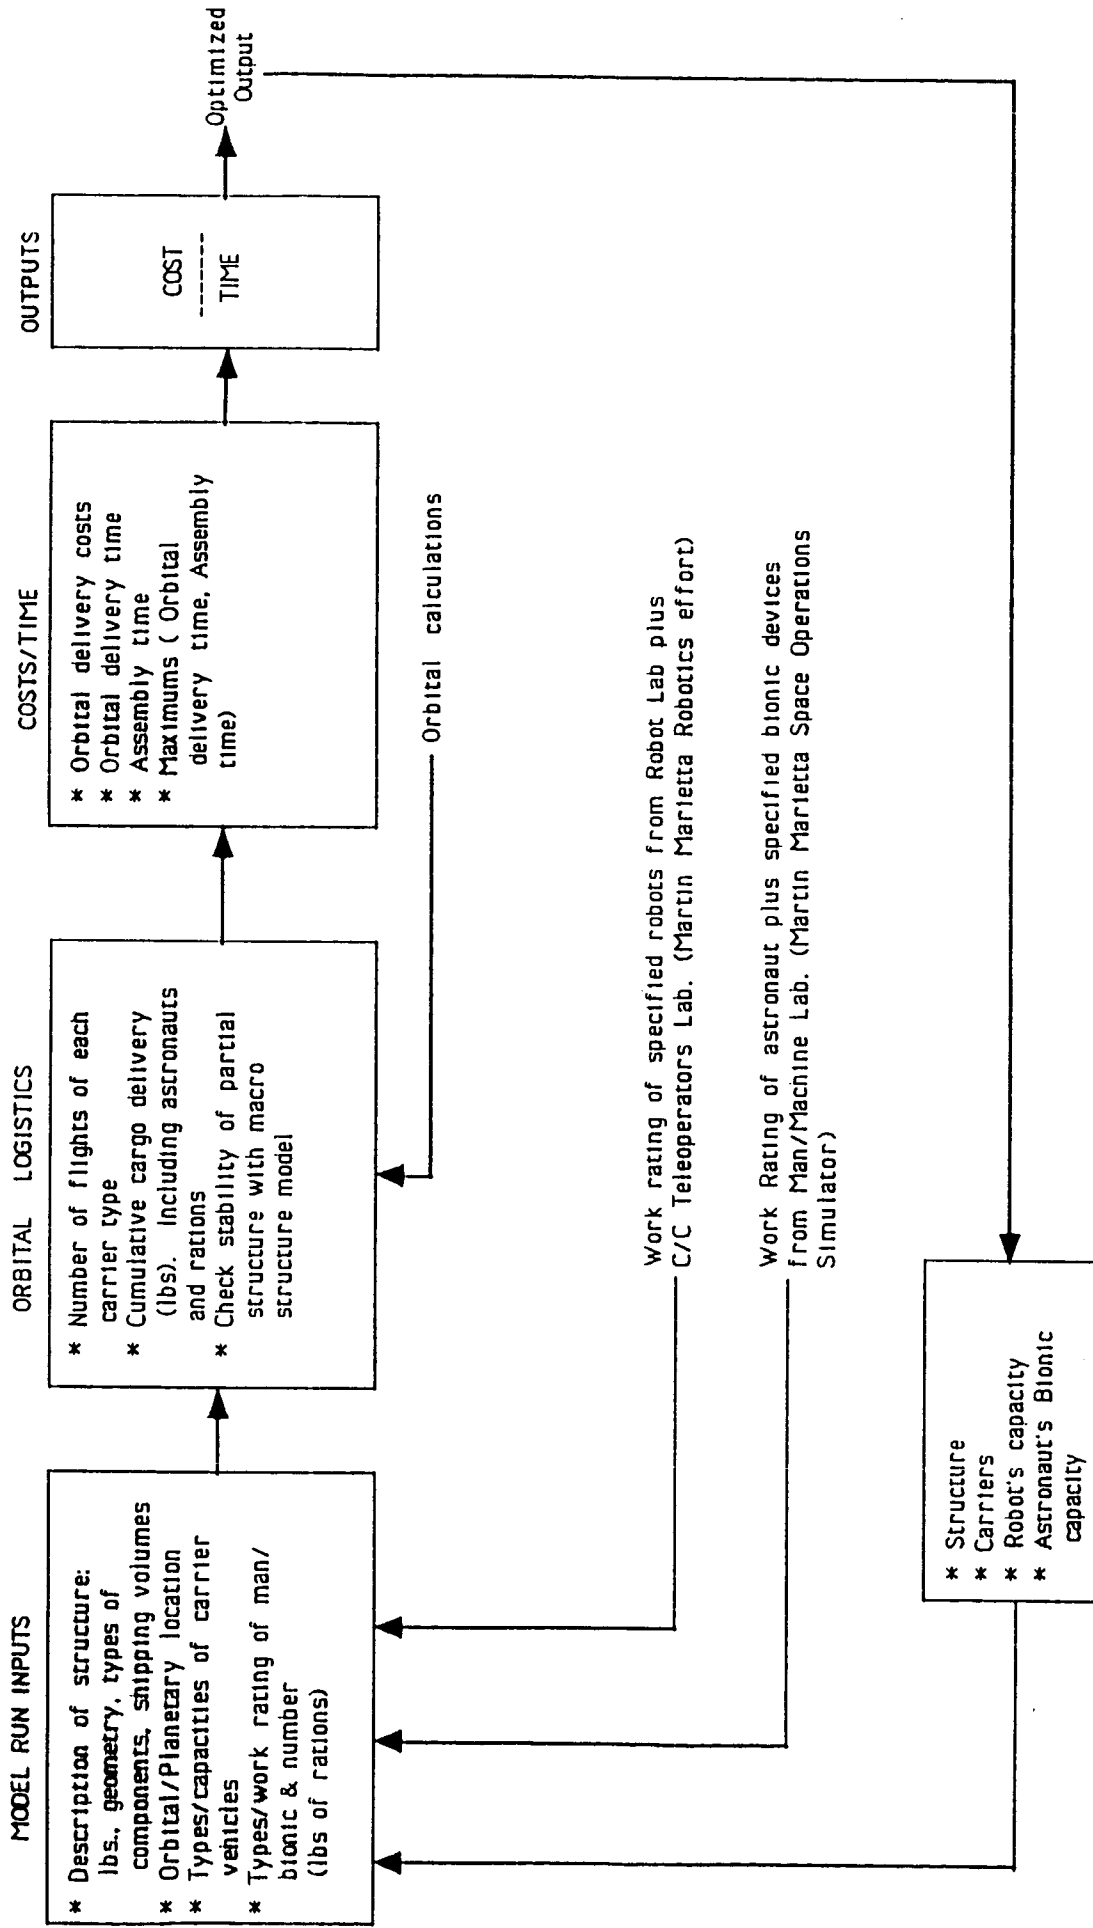 MODEL RUN INPUTS
* Description of structure:
lbs., geometry, types of
components, shipping volumes
* Orbital/Planetary location
* Types/capacities of carrier
vehicles
* Types/work rating of man/
bionic & number
(lbs of rations)
ORBITAL LOGISTICS
* Number of flights of each
carrier type
* Cumulative cargo delivery
(lbs). Including astronauts
and rations
* Check stability of partial
structure with macro
structure model
COSTS/TIME
* Orbital delivery costs
* Orbital delivery time
* Assembly time
* Maximums ( Orbital
delivery time, Assembly
time)
OUTPUTS
COST
-------
TIME
Optimized
Output
Orbital calculations
Work rating of specified robots from Robot Lab plus
C/C Teleoperators Lab. (Martin Marietta Robotics effort)
Work Rating of astronaut plus specified bionic devices
from Man/Machine Lab. (Martin Marietta Space Operations
Simulator)
* Structure
* Carriers
* Robot's capacity
* Astronaut's Bionic
capacity